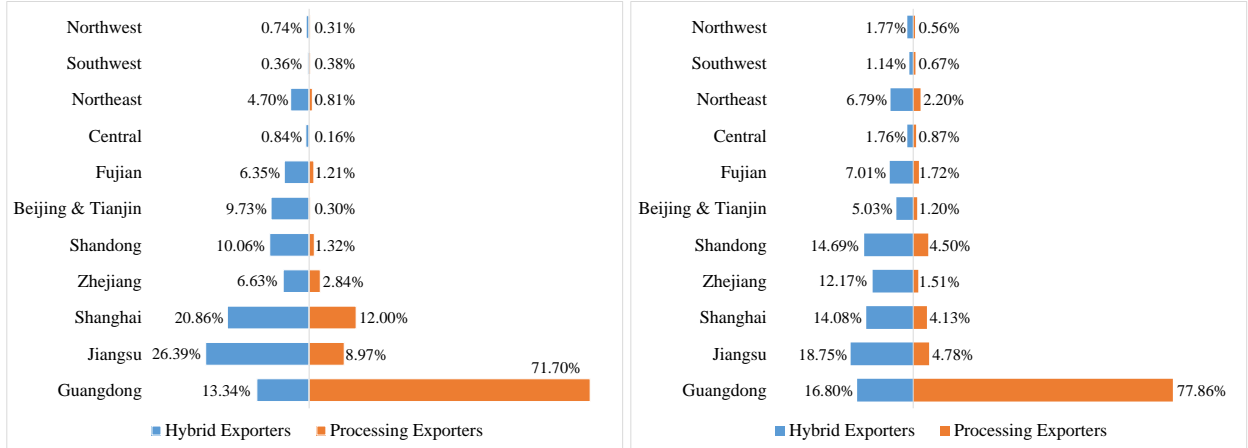 Northwest 0.74% 0.31%
Southwest 0.36% 0.38%
Northeast 4.70% 0.81%
Central 0.84% 0.16%
Fujian 6.35% 1.21%
Beijing & Tianjin 9.73% 0.30%
Shandong 10.06% 1.32%
Zhejiang 6.63% 2.84%
Shanghai 20.86% 12.00%
Jiangsu 26.39% 8.97%
71.70%
Guangdong 13.34%
Hybrid Exporters Processing Exporters
Northwest 1.77% 0.56%
Southwest 1.14% 0.67%
Northeast 6.79% 2.20%
Central 1.76% 0.87%
Fujian 7.01% 1.72%
Beijing & Tianjin 5.03% 1.20%
Shandong 14.69% 4.50%
Zhejiang 12.17% 1.51%
Shanghai 14.08% 4.13%
Jiangsu 18.75% 4.78%
Guangdong 16.80% 77.86%
Hybrid Exporters Processing Exporters